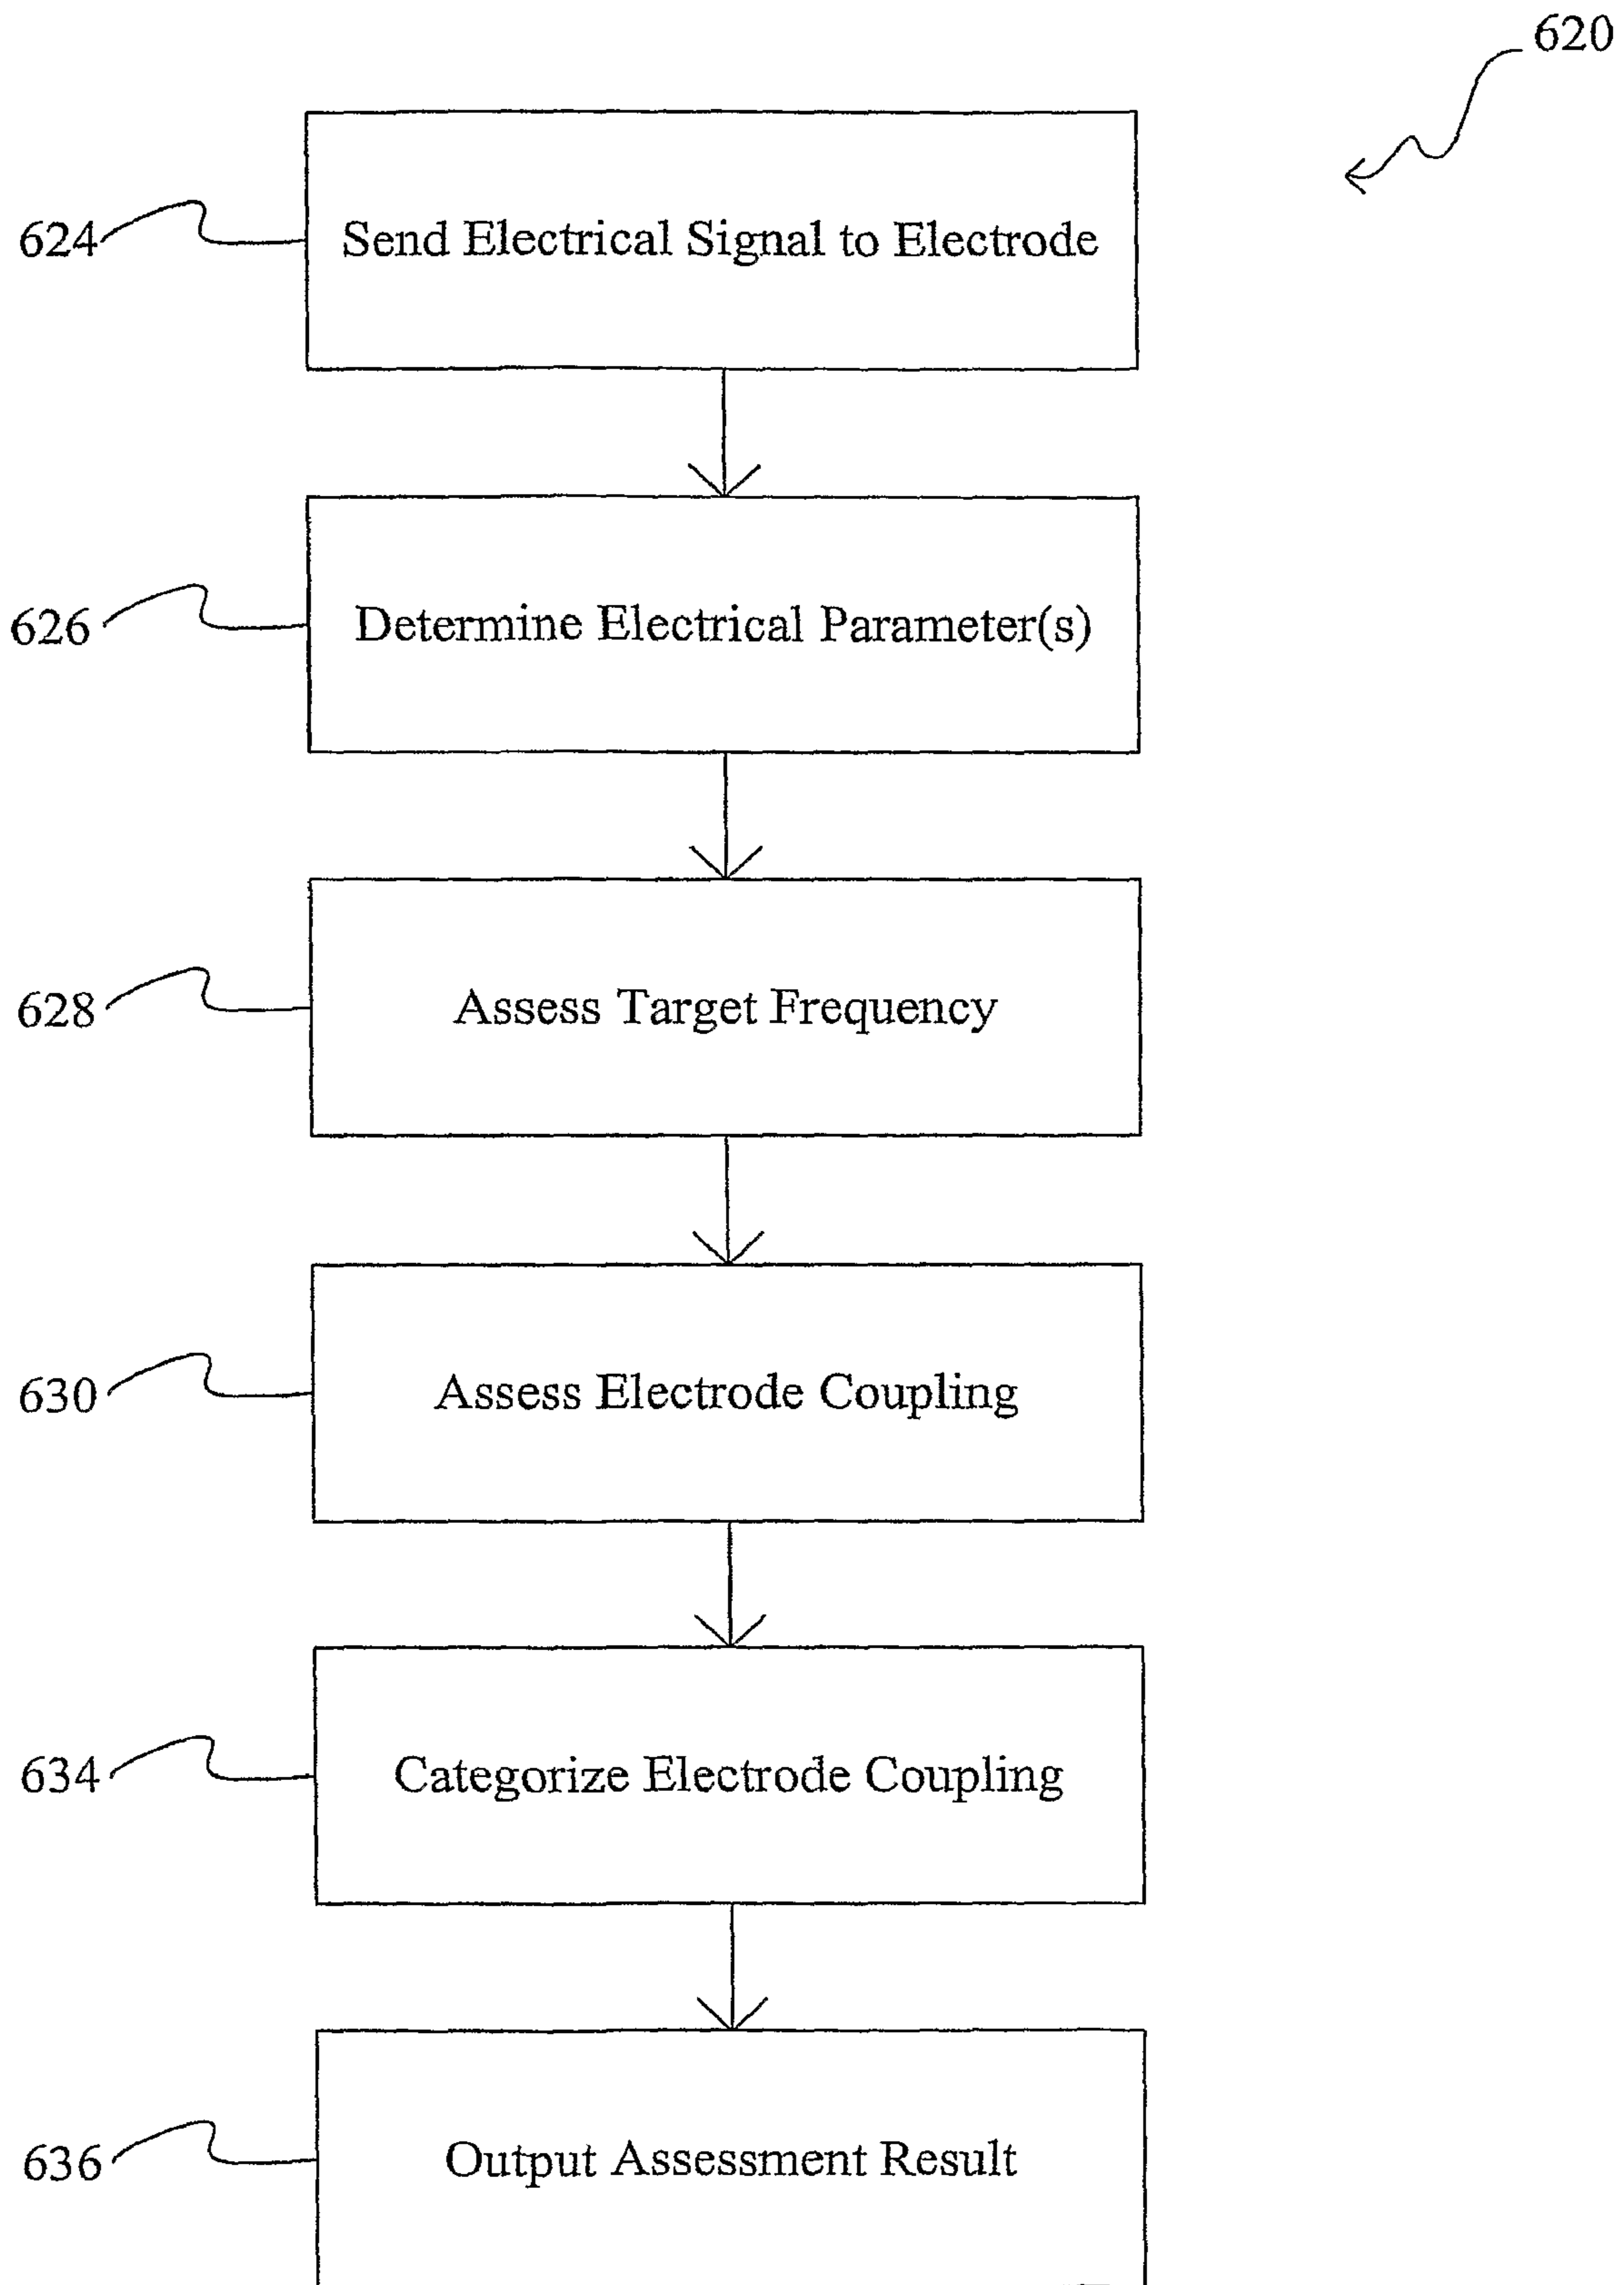 620
624 Send Electrical Signal to Electrode
626 Determine Electrical Parameter(s)
628 Assess Target Frequency
630 Assess Electrode Coupling
634 Categorize Electrode Coupling
636 Output Assessment Result